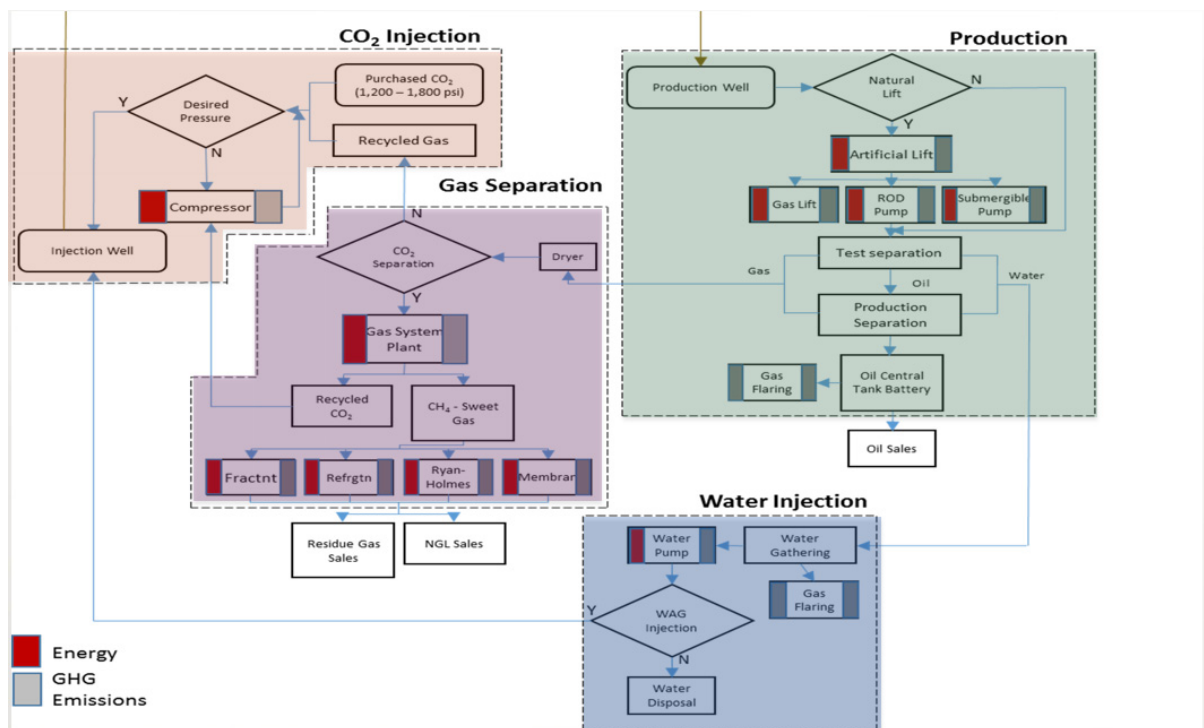 CO₂ Injection
Y
Desired
Pressure
N
Purchased CO₂
(1,200 – 1,800 psi)
Recycled Gas
Compressor
Injection Well
Gas Separation
N
CO₂
Separation
Dryer
Y
Gas System
Plant
Recycled
CO₂
CH₄ - Sweet
Gas
Fractnt
Refrgtn
Ryan-
Holmes
Membran
Residue Gas
Sales
NGL Sales
Production
Production Well
Natural
Lift
N
Y
Artificial Lift
Gas Lift
ROD
Pump
Submergible
Pump
Test separation
Gas
Water
Oil
Production
Separation
Gas
Flaring
Oil Central
Tank Battery
Oil Sales
Water Injection
Water
Pump
Water
Gathering
Gas
Flaring
Y
WAG
Injection
N
Water
Disposal
Energy
GHG
Emissions